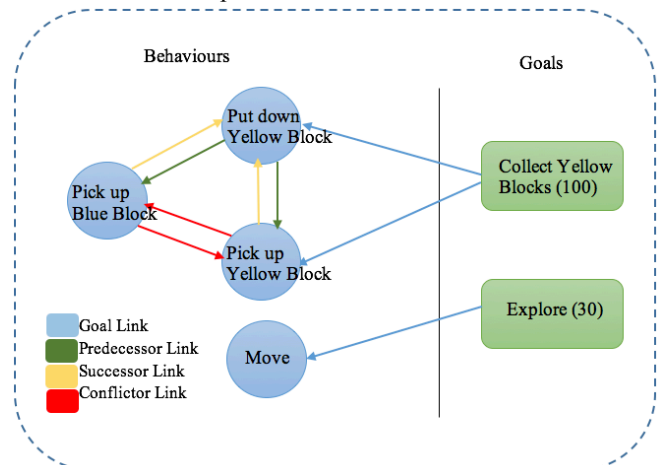 Behaviours
Goals
Put down
Yellow Block
Collect Yellow
Blocks (100)
Pick up
Blue Block
Pick up
Yellow Block
Explore (30)
Move
Goal Link
Predecessor Link
Successor Link
Conflictor Link